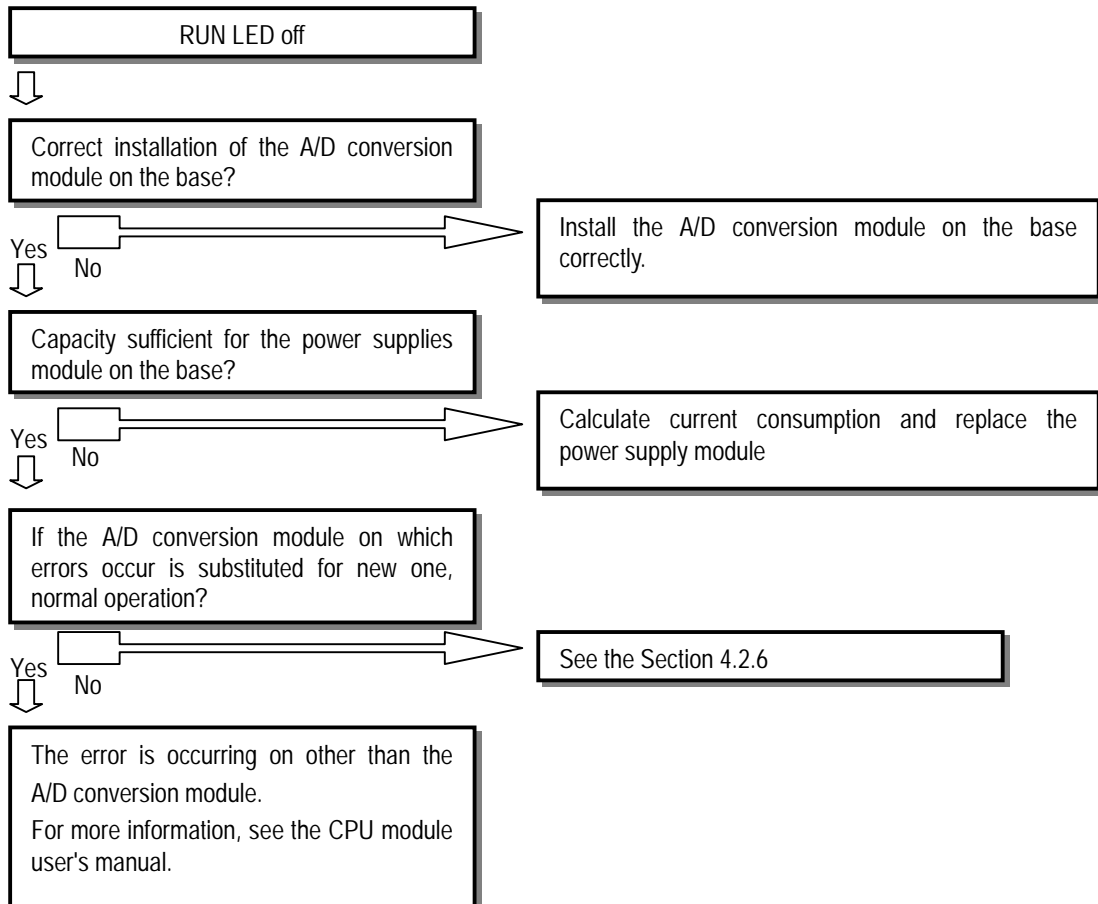 RUN LED off
Correct installation of the A/D conversion
module on the base?
Yes
No
Install the A/D conversion module on the base
correctly.
Capacity sufficient for the power supplies
module on the base?
Yes
No
Calculate current consumption and replace the
power supply module
If the A/D conversion module on which
errors occur is substituted for new one,
normal operation?
Yes
No
See the Section 4.2.6
The error is occurring on other than the
A/D conversion module.
For more information, see the CPU module
user's manual.